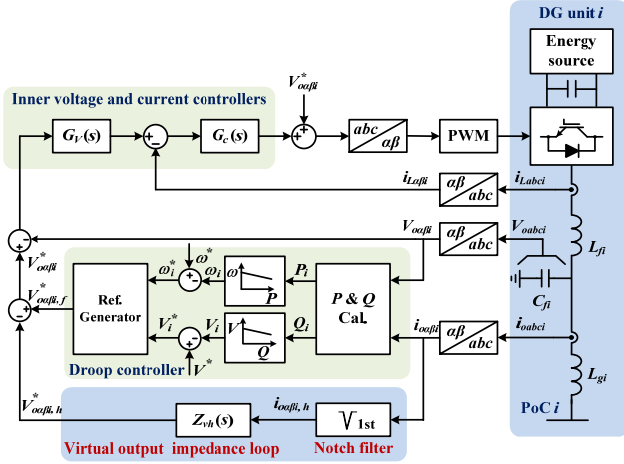 DG unit i
Energy
source
V*oαβi
Inner voltage and current controllers
GV(s)
Gc(s)
abc
αβ
PWM
iLαβi
αβ
abc
iLabci
Voαβi
αβ
abc
Voabci
Lfi
Cfi
V*oαβi
V*oαβi, f
ω*
ω*i
ωi
ω
P
Pi
Ref.
Generator
P & Q
Cal.
V*i
Vi
V
Q
Qi
V*
Droop controller
ioαβi
αβ
abc
ioabci
Lgi
PoC i
V*oαβi, h
Zvh(s)
ioαβi, h
1st
Virtual output impedance loop
Notch filter